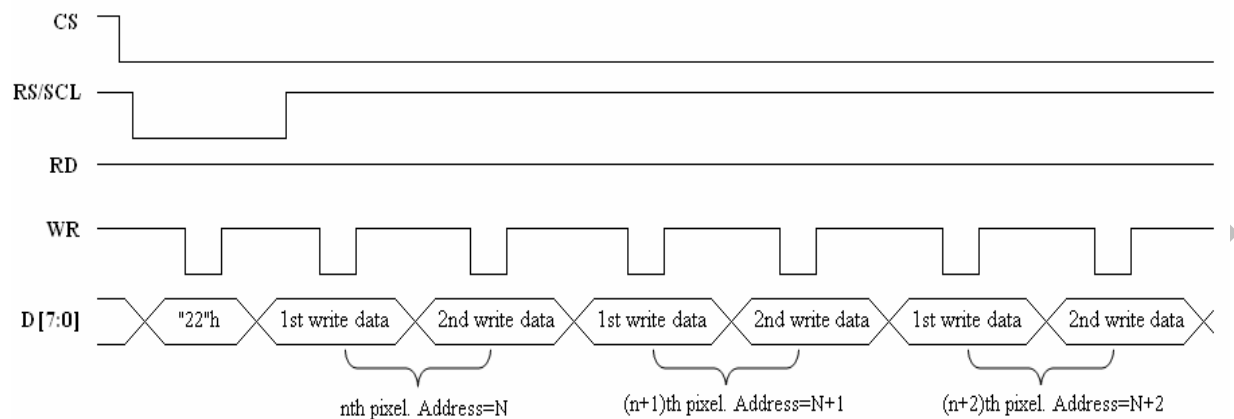 CS
RS/SCL
RD
WR
D[7:0] "22"h 1st write data 2nd write data 1st write data 2nd write data 1st write data 2nd write data
nth pixel. Address=N (n+1)th pixel. Address=N+1 (n+2)th pixel. Address=N+2